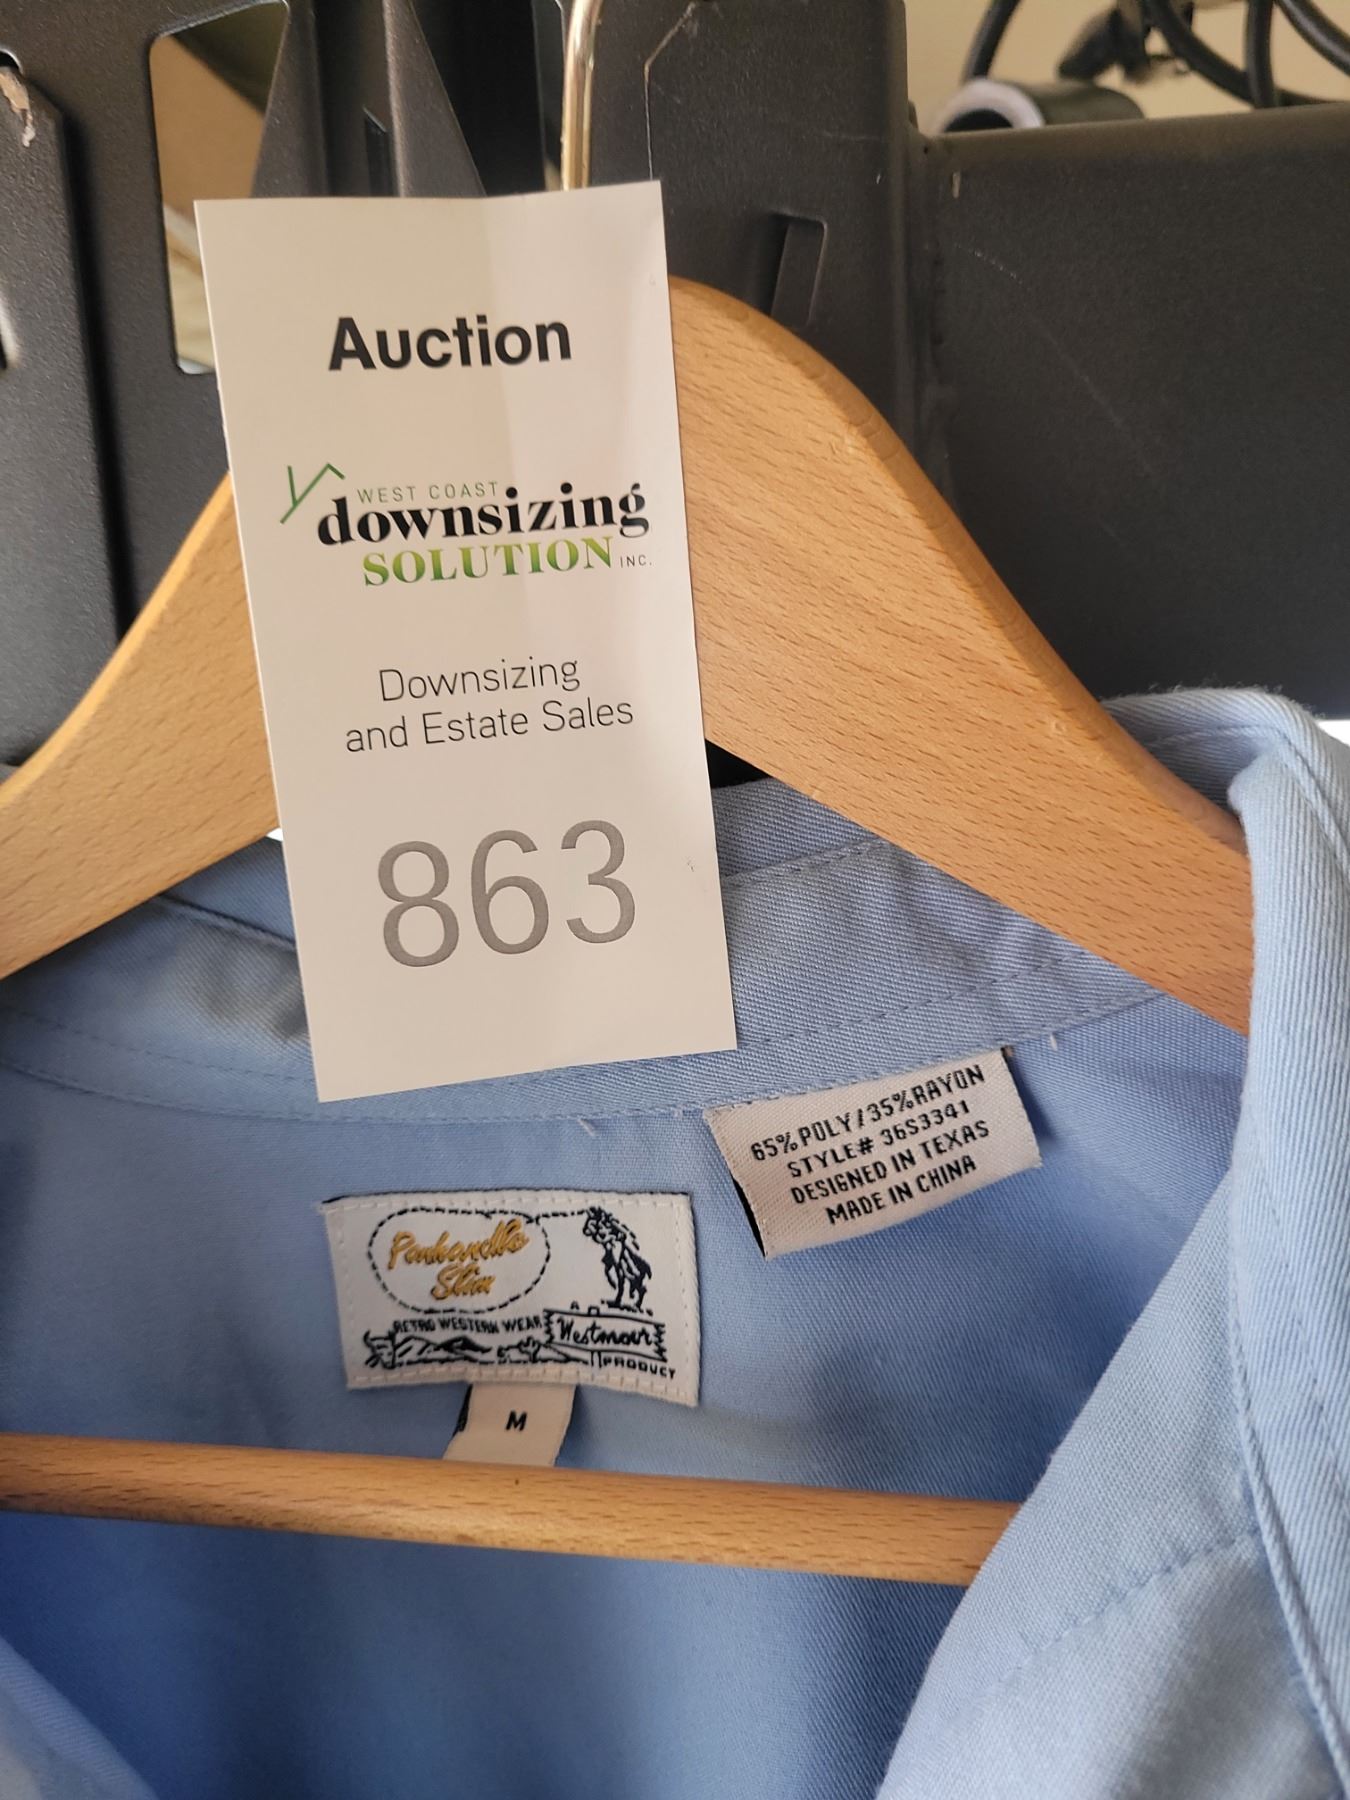 Auction
WEST COAST
downsizing
SOLUTION INC.
Downsizing
and Estate Sales
863
65% POLY/35% RAYON
STYLE# 36S3341
DESIGNED IN TEXAS
MADE IN CHINA
Panhandle
Slim
RETRO WESTERN WEAR
Westmoor
PRODUCT
M